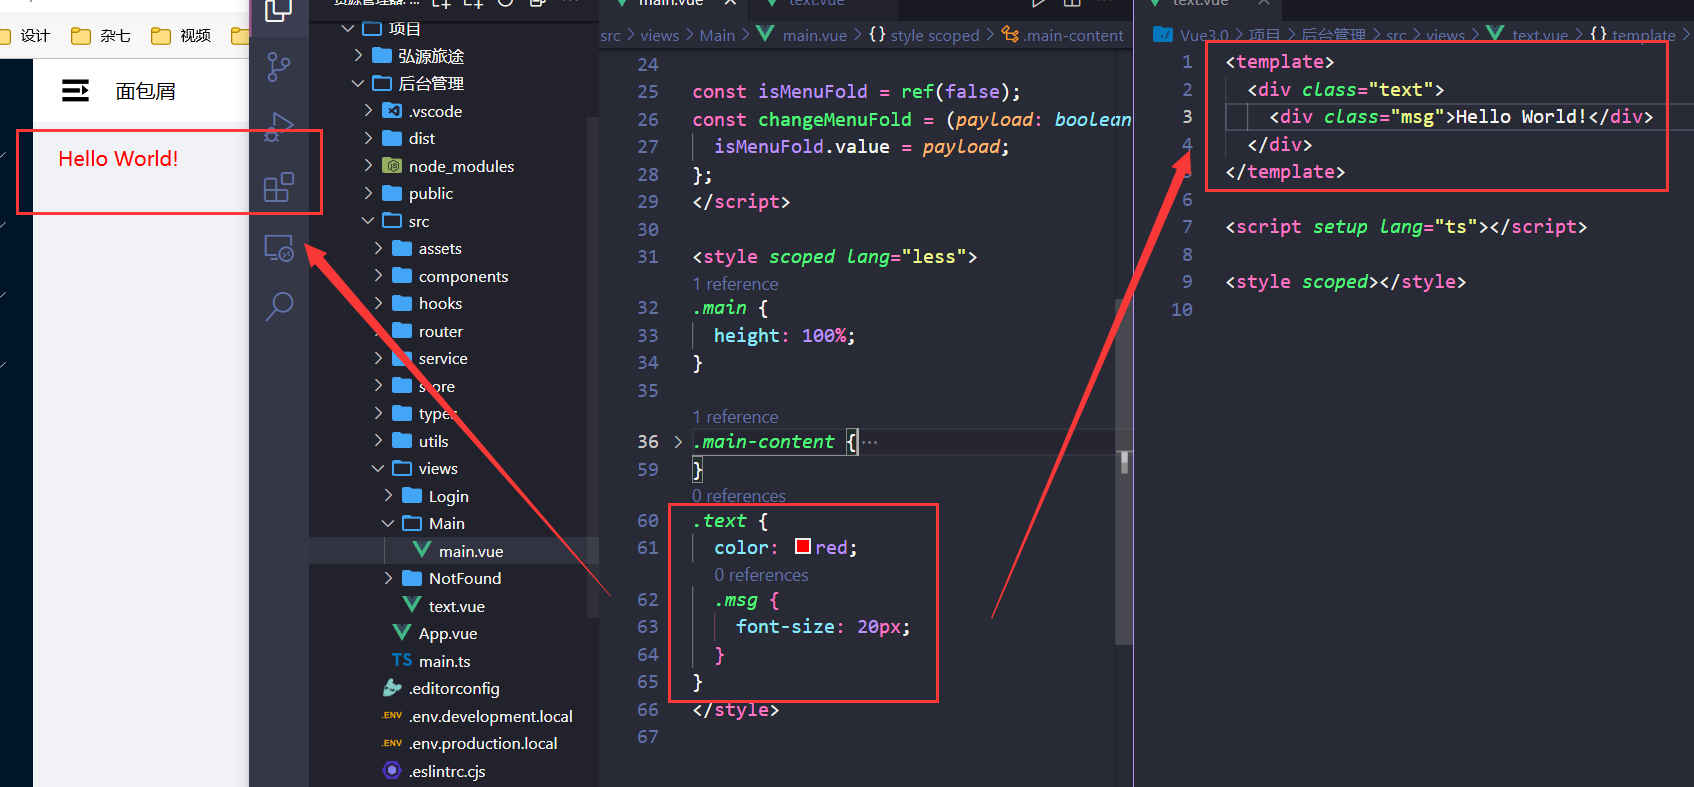 设计 杂七 视频
面包屑
Hello World!
项目
弘源旅途
后台管理
.vscode
dist
node_modules
public
src
assets
components
hooks
router
service
store
types
utils
views
Login
Main
main.vue
NotFound
text.vue
App.vue
TS main.ts
.editorconfig
.ENV .env.development.local
.ENV .env.production.local
.eslintrc.cjs
main.vue text.vue
src > views > Main > main.vue > {} style scoped > .main-content
24
25 const isMenuFold = ref(false);
26 const changeMenuFold = (payload: boolean
27 isMenuFold.value = payload;
28 };
29 </script>
30
31 <style scoped lang="less">
1 reference
32 .main {
33 height: 100%;
34 }
35
1 reference
36 .main-content {···
59 }
0 references
60 .text {
61 color: red;
0 references
62 .msg {
63 font-size: 20px;
64 }
65 }
66 </style>
67
text.vue
Vue3.0 > 项目 > 后台管理 > src > views > text.vue > {} template >
1 <template>
2 <div class="text">
3 <div class="msg">Hello World!</div>
4 </div>
5 </template>
6
7 <script setup lang="ts"></script>
8
9 <style scoped></style>
10